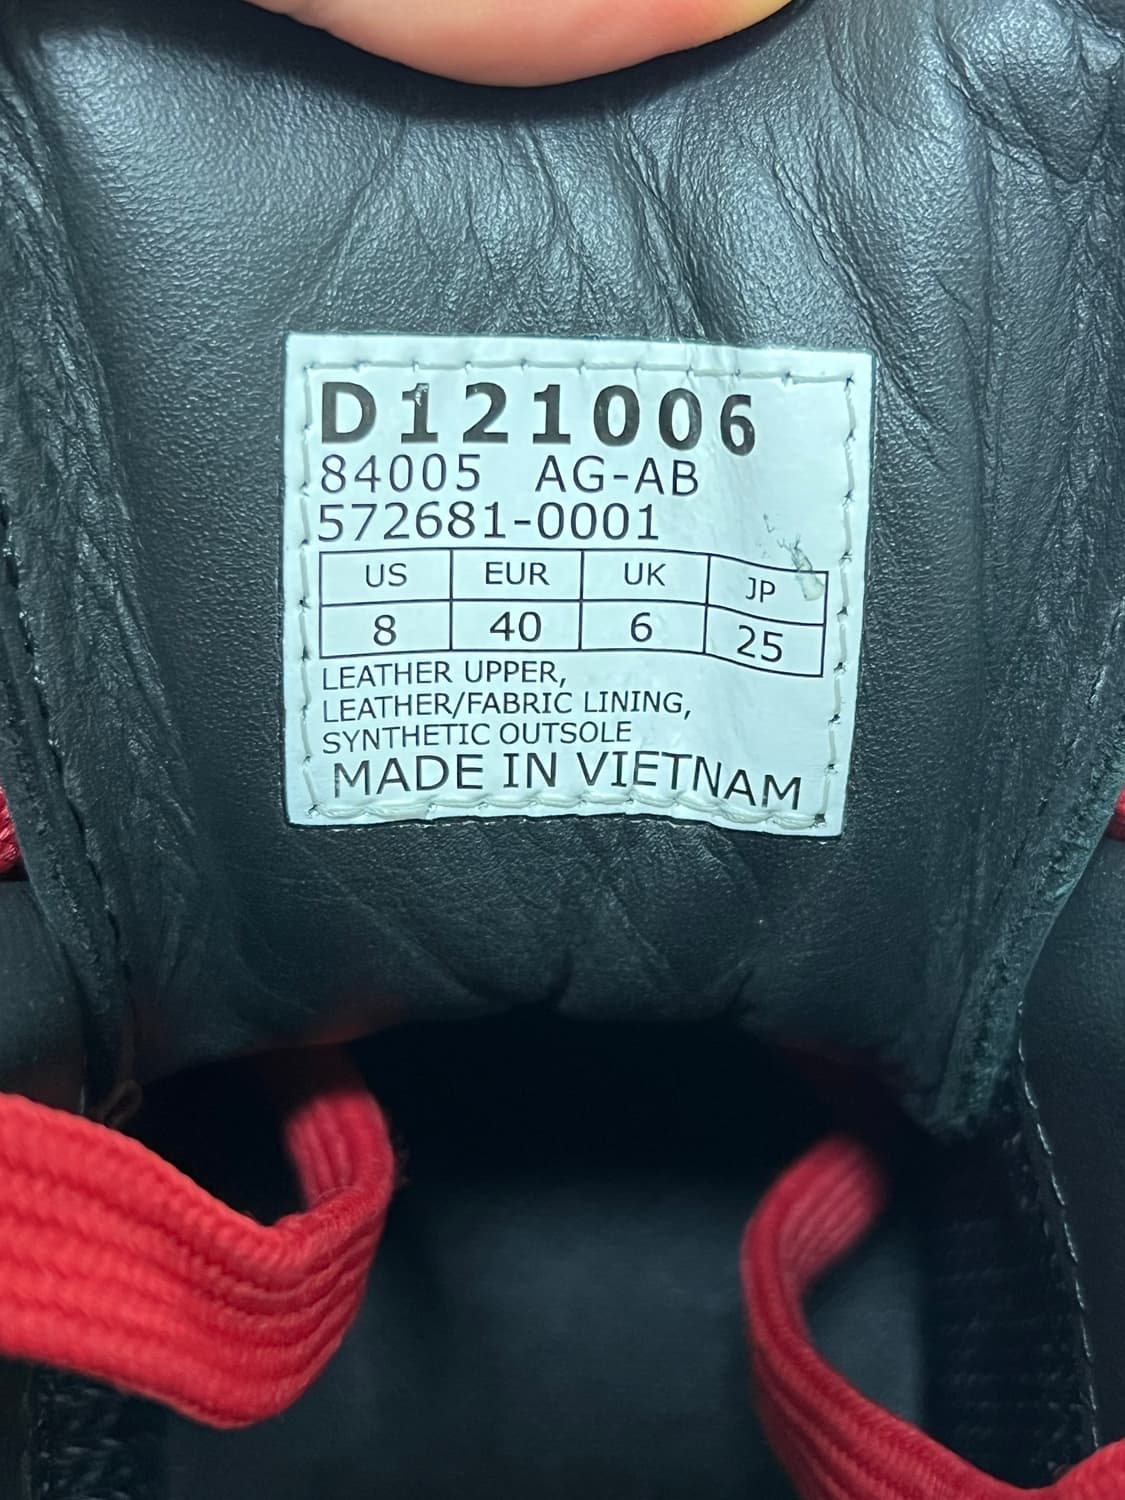 D121006
84005 AG-AB
572681-0001
US EUR UK JP
8 40 6 25
LEATHER UPPER,
LEATHER/FABRIC LINING,
SYNTHETIC OUTSOLE
MADE IN VIETNAM